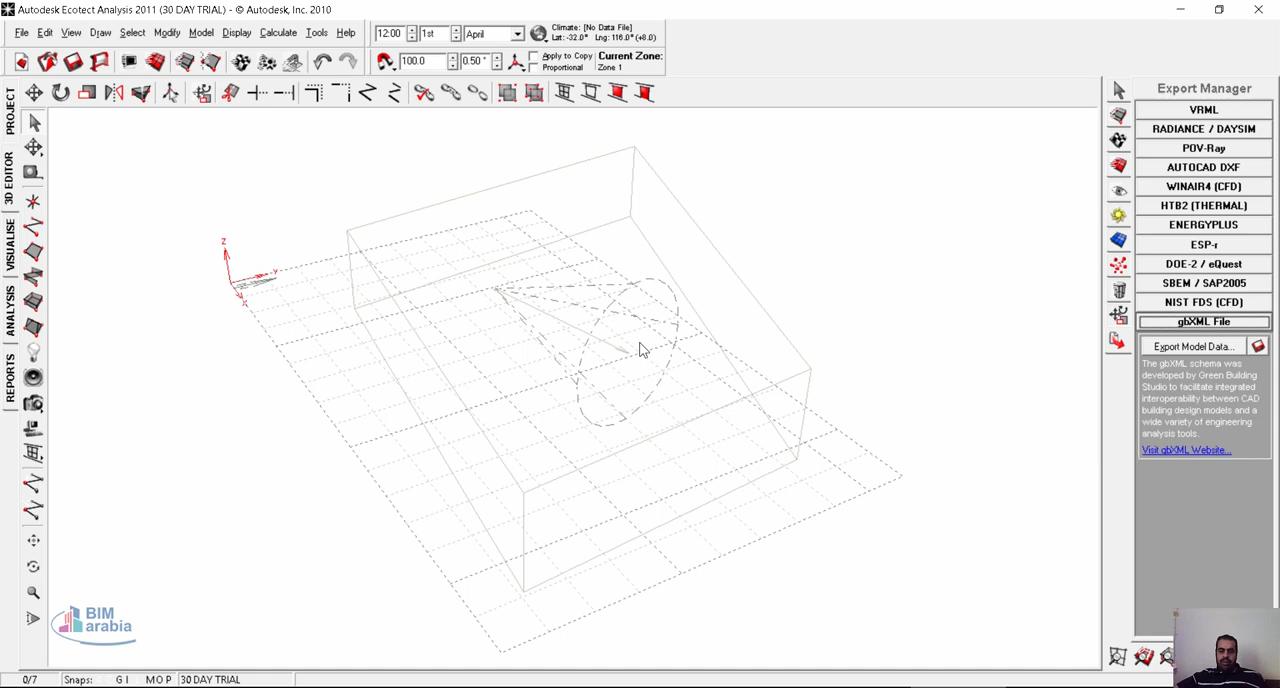 Autodesk Ecotect Analysis 2011 (30 DAY TRIAL) - © Autodesk, Inc. 2010
File Edit View Draw Select Modify Model Display Calculate Tools Help
12:00 1st April
Climate: [No Data File]
Lat: -32.0° Lng: 116.0° (+8.0)
100.0 0.50 °
Apply to Copy
Proportional
Current Zone:
Zone 1
PROJECT
3D EDITOR
VISUALISE
ANALYSIS
REPORTS
Z
Y
X
Export Manager
VRML
RADIANCE / DAYSIM
POV-Ray
AUTOCAD DXF
WINAIR4 (CFD)
HTB2 (THERMAL)
ENERGYPLUS
ESP-r
DOE-2 / eQuest
SBEM / SAP2005
NIST FDS (CFD)
gbXML File
Export Model Data...
The gbXML schema was
developed by Green Building
Studio to facilitate integrated
interoperability between CAD
building design models and a
wide variety of engineering
analysis tools.
Visit gbXML Website...
BIM
arabia
0/7 Snaps: G I M O P 30 DAY TRIAL